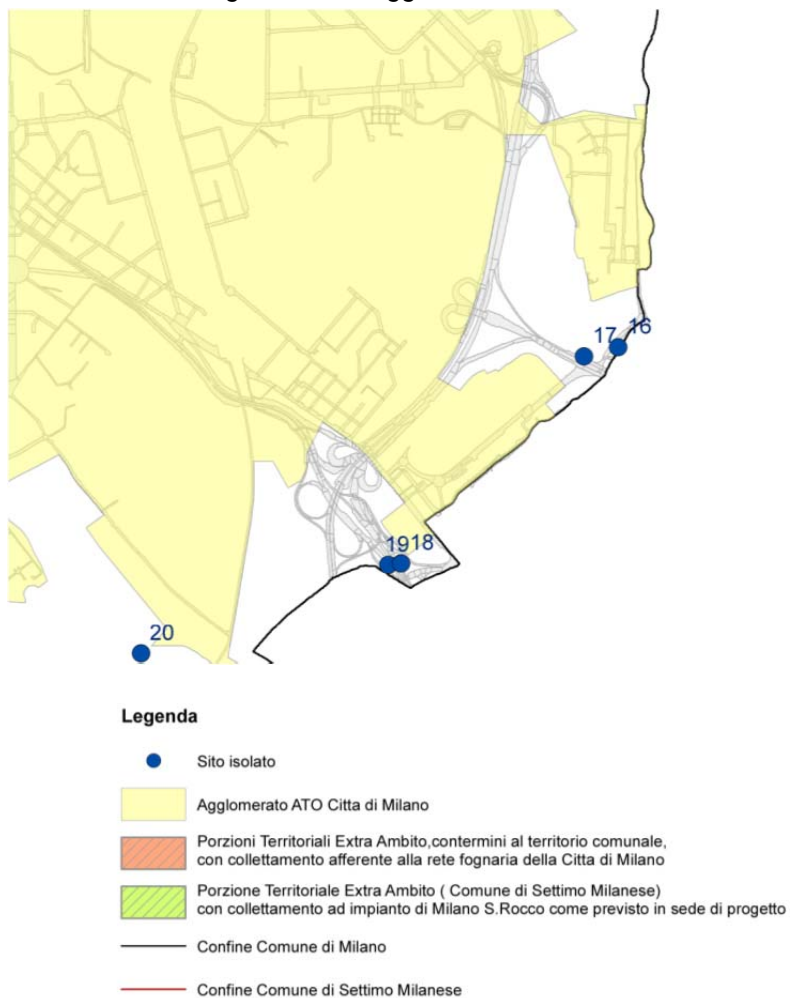 17 16
1918
20
Legenda
Sito isolato
Agglomerato ATO Citta di Milano
Porzioni Territoriali Extra Ambito,contermini al territorio comunale,
con collettamento afferente alla rete fognaria della Citta di Milano
Porzione Territoriale Extra Ambito ( Comune di Settimo Milanese)
con collettamento ad impianto di Milano S.Rocco come previsto in sede di progetto
Confine Comune di Milano
Confine Comune di Settimo Milanese